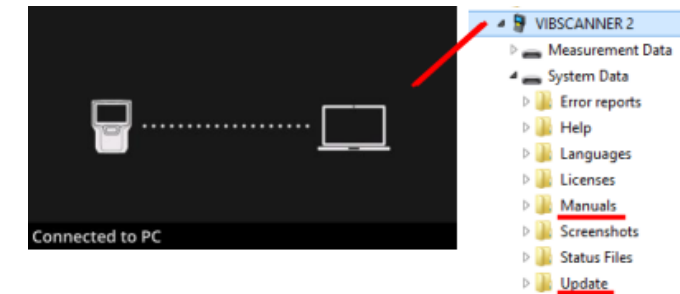 Connected to PC
VIBSCANNER 2
Measurement Data
System Data
Error reports
Help
Languages
Licenses
Manuals
Screenshots
Status Files
Update